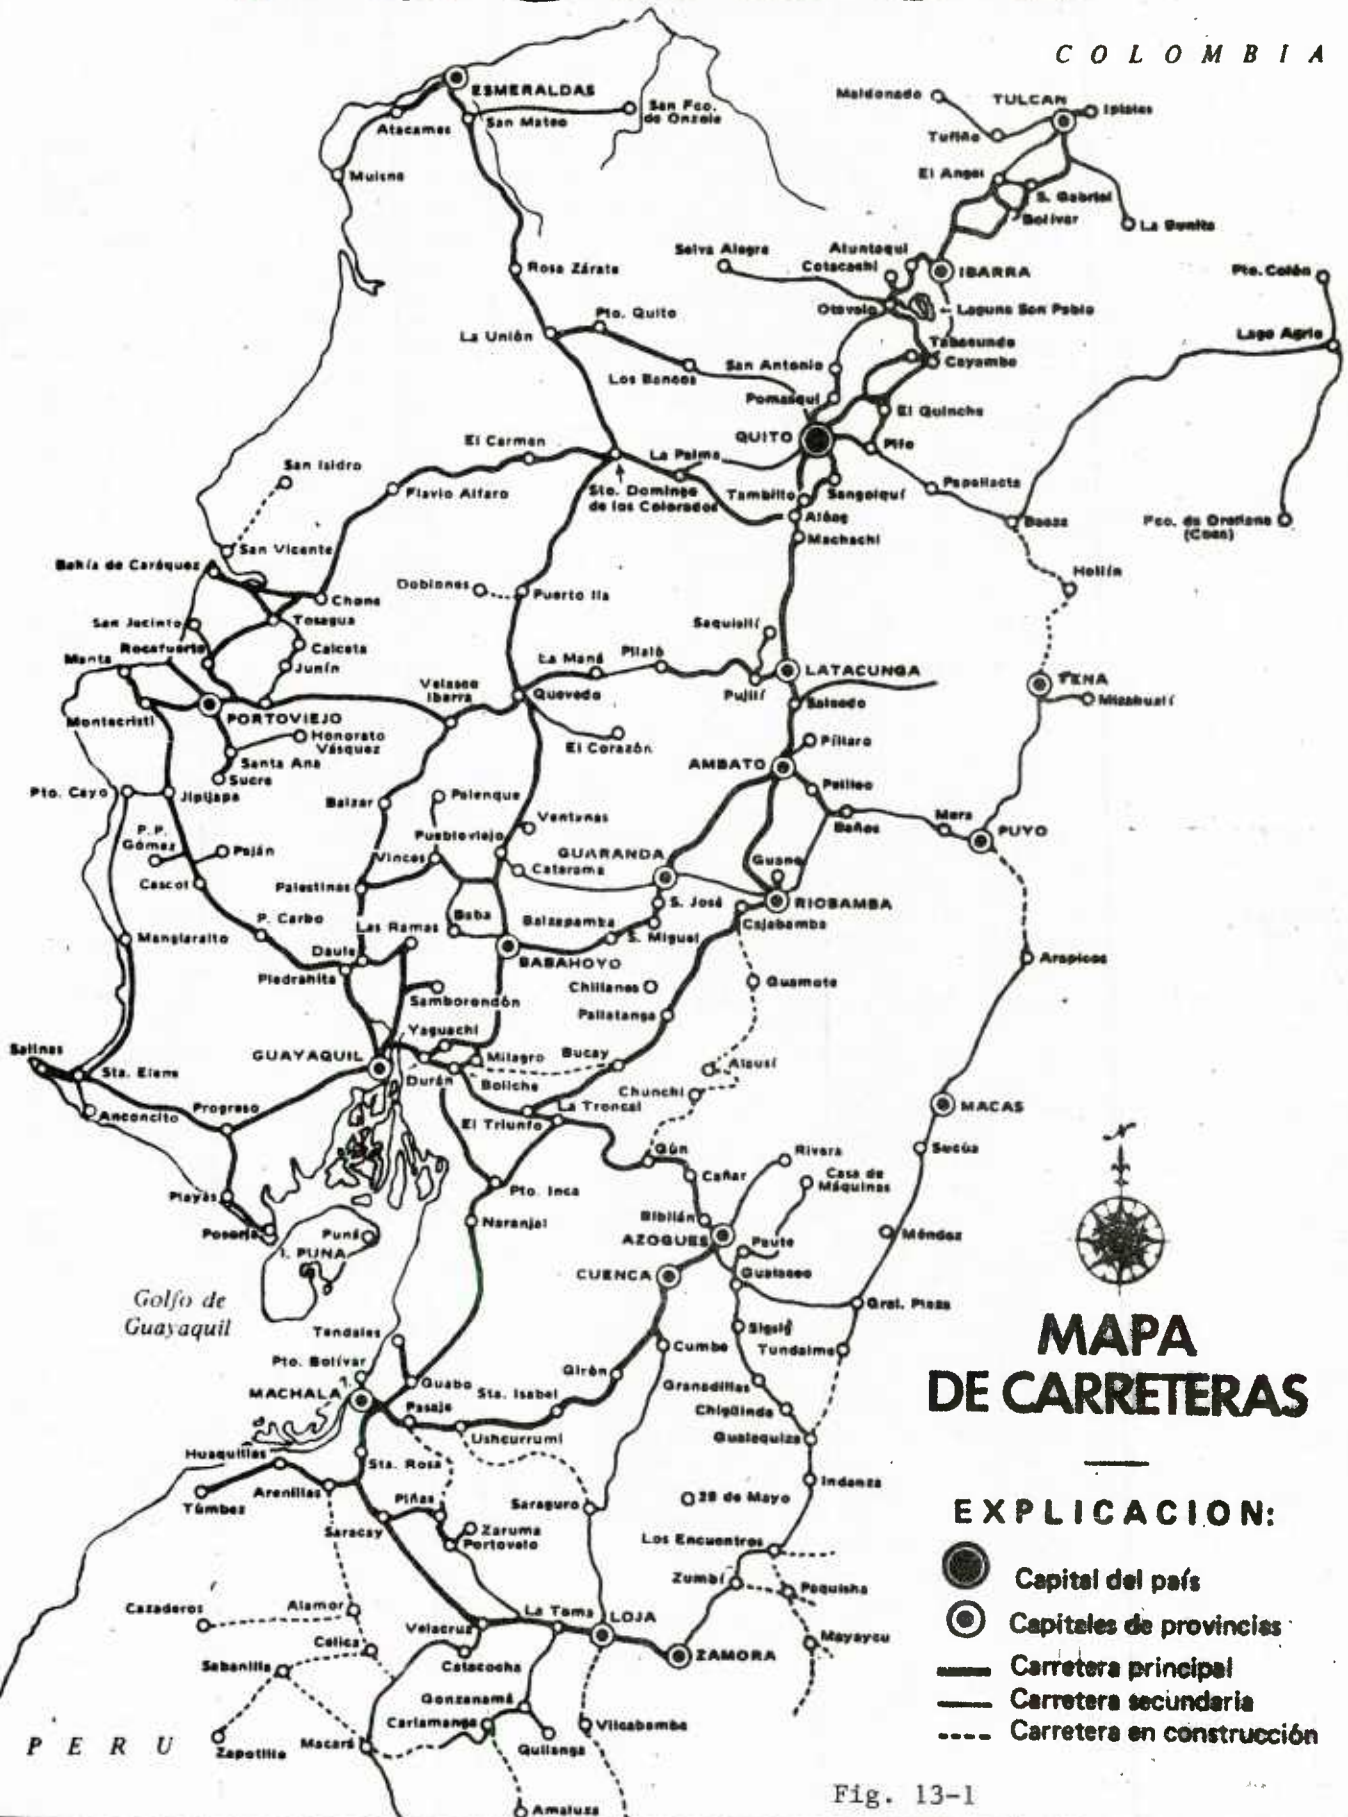 COLOMBIA
ESMERALDAS
San Mateo
San Fco.
de Onzole
Atacames
Muisne
Maldonado
TULCAN
Ipiales
Tufiño
El Angel
S. Gabriel
Bolívar
La Bonita
Selva Alegre
Atuntaqui
Cotacachi
IBARRA
Pto. Colón
Rosa Zárate
Otavalo
Laguna San Pablo
Pto. Quito
La Unión
Tabacundo
Lago Agrio
San Antonio
Cayambe
Los Bancos
Pomasqui
El Quinche
QUITO
El Carmen
La Palma
Pifo
San Isidro
Flavio Alfaro
Sto. Domingo
de los Colorados
Tambillo
Sangolquí
Papallacta
Alóag
Machachi
Baeza
Fco. de Orellana
(Coca)
San Vicente
Bahía de Caráquez
Hollín
Doblones
Puerto Ila
Chone
San Jacinto
Tosagua
Saquisilí
Rocafuerte
Calceta
Manta
Junín
La Maná
Pilaló
LATACUNGA
TENA
Velasco
Ibarra
Quevedo
Pujilí
Salcedo
Misahuallí
Montecristi
PORTOVIEJO
Honorato
Vásquez
El Corazón
Píllaro
Santa Ana
Sucre
AMBATO
Pto. Cayo
Jipijapa
Balzar
Palenque
Pelileo
Ventanas
Baños
Mera
PUYO
P.P.
Gómez
Paján
Puebloviejo
Vinces
GUARANDA
Guano
Catarama
Cascol
Palestinas
S. José
RIOBAMBA
P. Carbo
Las Ramas
Baba
Balzapamba
S. Miguel
Cajabamba
Manglaralto
Daule
BABAHOYO
Arapicos
Piedrahita
Samborondón
Chillanes
Guamote
Pallatanga
Yaguachi
Salinas
GUAYAQUIL
Milagro
Bucay
Alausí
Sta. Elena
Durán
Boliche
Chunchi
Anconcito
Progreso
La Troncal
El Triunfo
MACAS
Gún
Rivera
Sucúa
Cañar
Casa de
Máquinas
Playas
Pto. Inca
Biblián
Posorja
Puná
Naranjal
AZOGUES
Paute
Méndez
I. PUNA
CUENCA
Gualaceo
Golfo de
Guayaquil
Gral. Plaza
Tendales
Sigsig
Cumbe
Tundaime
Pto. Bolívar
Girón
MACHALA
Guabo
Sta. Isabel
Granadillas
Pasaje
Chigüinda
Ushcurrumi
Gualaquiza
Huaquillas
Sta. Rosa
Indanza
Túmbez
Arenillas
Piñas
Saraguro
28 de Mayo
Saracay
Zaruma
Portovelo
Los Encuentros
Zumbí
Paquisha
Cazaderos
Alamor
La Toma
LOJA
Velacruz
Mayaycu
Celica
ZAMORA
Sabanilla
Catacocha
Gonzanamá
Cariamanga
Vilcabamba
PERU
Zapotillo
Macará
Quilanga
Amaluza
MAPA
DE CARRETERAS
EXPLICACION:
Capital del país
Capitales de provincias
Carretera principal
Carretera secundaria
Carretera en construcción
Fig. 13-1